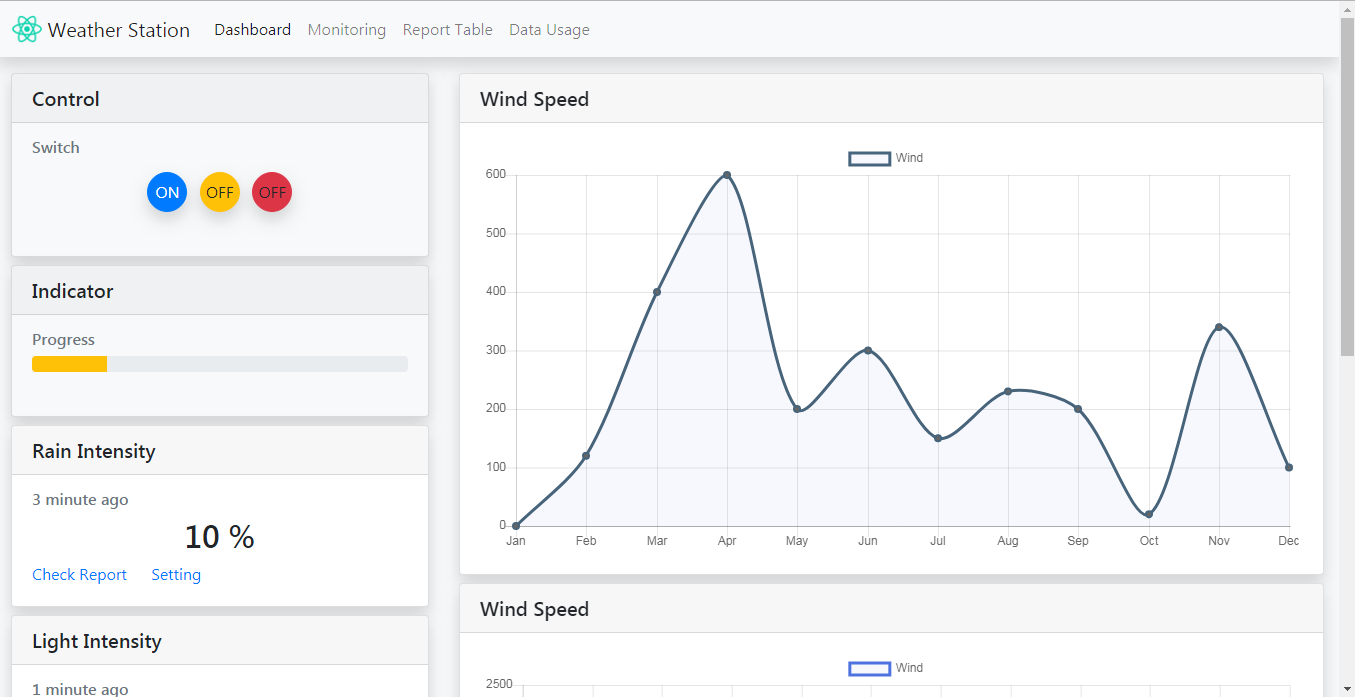 Weather Station Dashboard Monitoring Report Table Data Usage
Control
Switch
ON OFF OFF
Indicator
Progress
Rain Intensity
3 minute ago
10 %
Check Report Setting
Light Intensity
1 minute ago
Wind Speed
Wind
600
500
400
300
200
100
0
Jan Feb Mar Apr May Jun Jul Aug Sep Oct Nov Dec
Wind Speed
Wind
2500